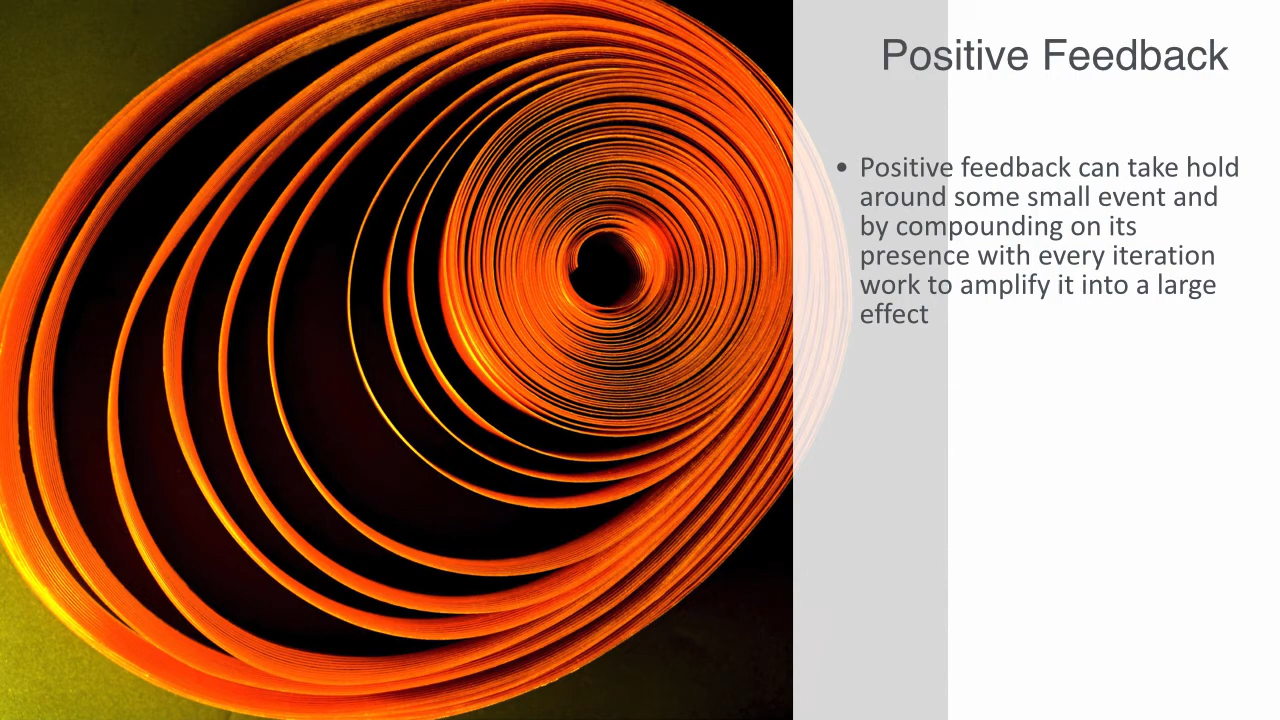 Positive Feedback
• Positive feedback can take hold
around some small event and
by compounding on its
presence with every iteration
work to amplify it into a large
effect